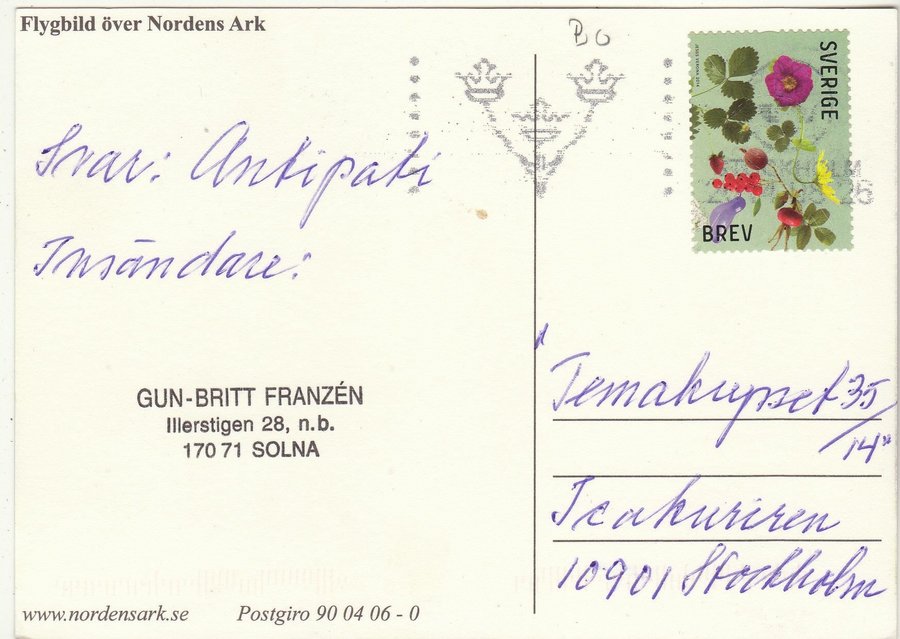 Flygbild över Nordens Ark
BG
SVERIGE
BREV
Svar: Antipati
Insändare:
GUN-BRITT FRANZÉN
Illerstigen 28, n.b.
170 71 SOLNA
"Temakrysset 35/14"
Icakuriren
10901 Stockholm
www.nordensark.se Postgiro 90 04 06 - 0